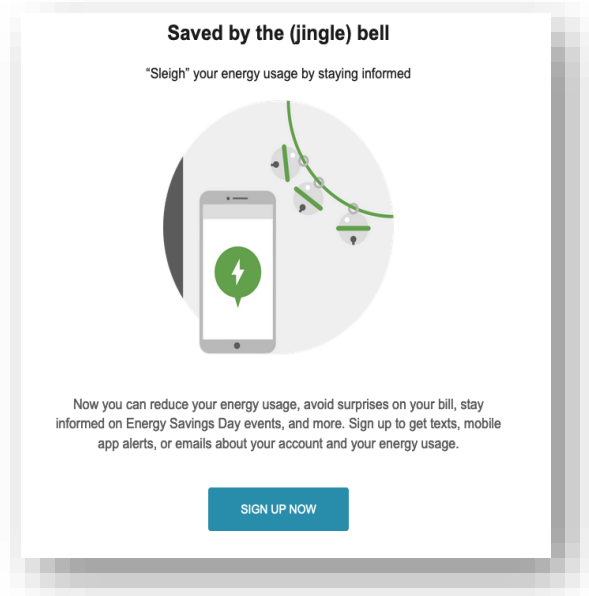 Saved by the (jingle) bell
“Sleigh” your energy usage by staying informed
Now you can reduce your energy usage, avoid surprises on your bill, stay
informed on Energy Savings Day events, and more. Sign up to get texts, mobile
app alerts, or emails about your account and your energy usage.
SIGN UP NOW